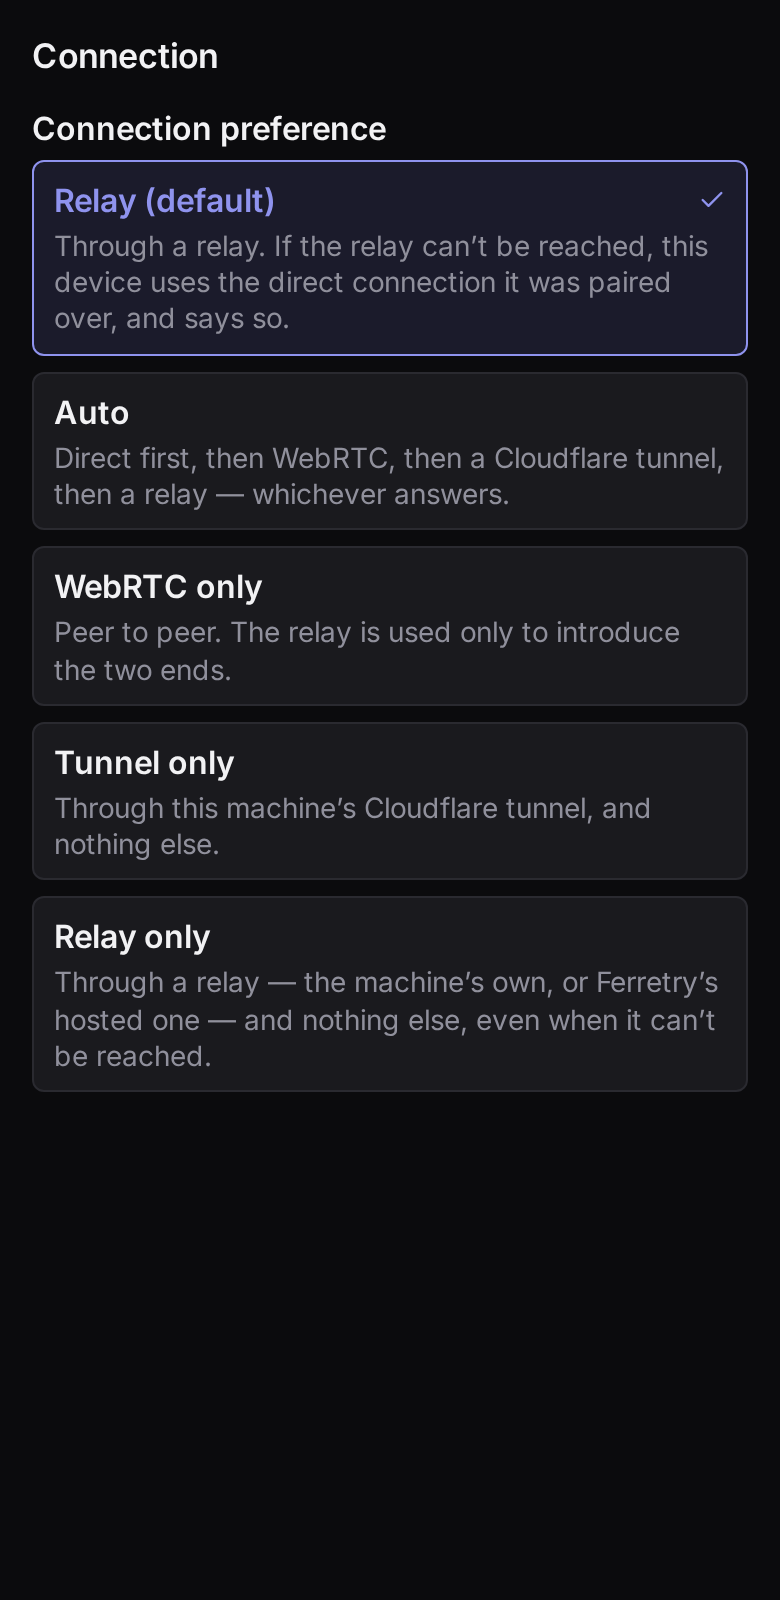 Connection
Connection preference
Relay (default)
Through a relay. If the relay can’t be reached, this
device uses the direct connection it was paired
over, and says so.
Auto
Direct first, then WebRTC, then a Cloudflare tunnel,
then a relay — whichever answers.
WebRTC only
Peer to peer. The relay is used only to introduce
the two ends.
Tunnel only
Through this machine’s Cloudflare tunnel, and
nothing else.
Relay only
Through a relay — the machine’s own, or Ferretry’s
hosted one — and nothing else, even when it can’t
be reached.